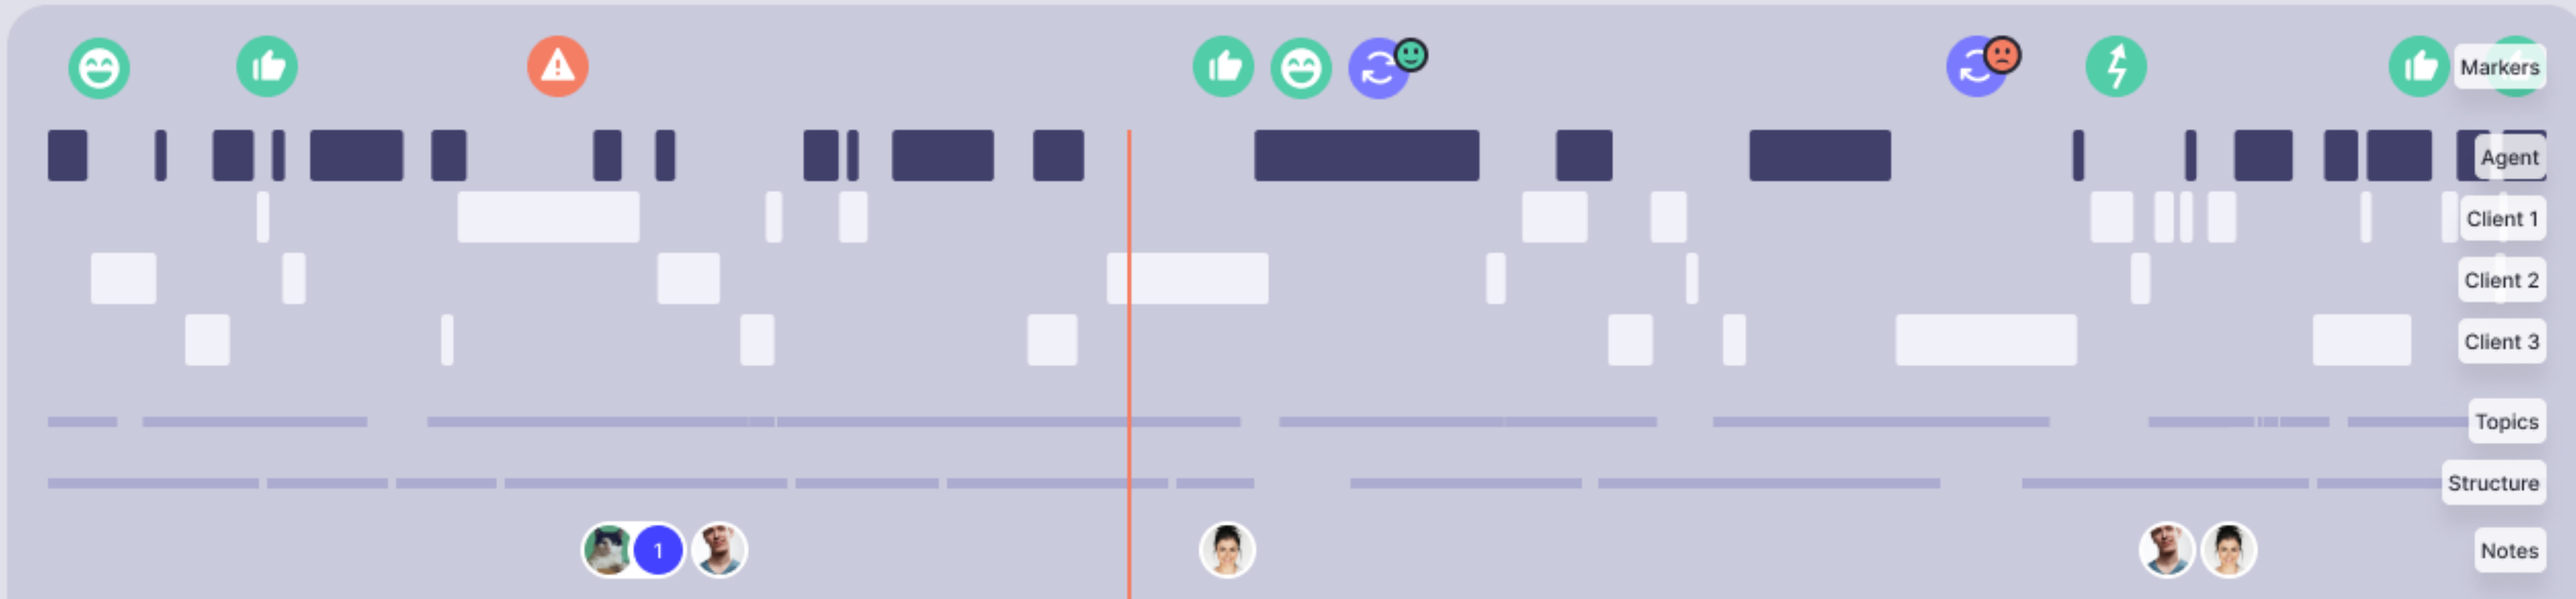 Markers
Agent
Client 1
Client 2
Client 3
Topics
Structure
1
Notes